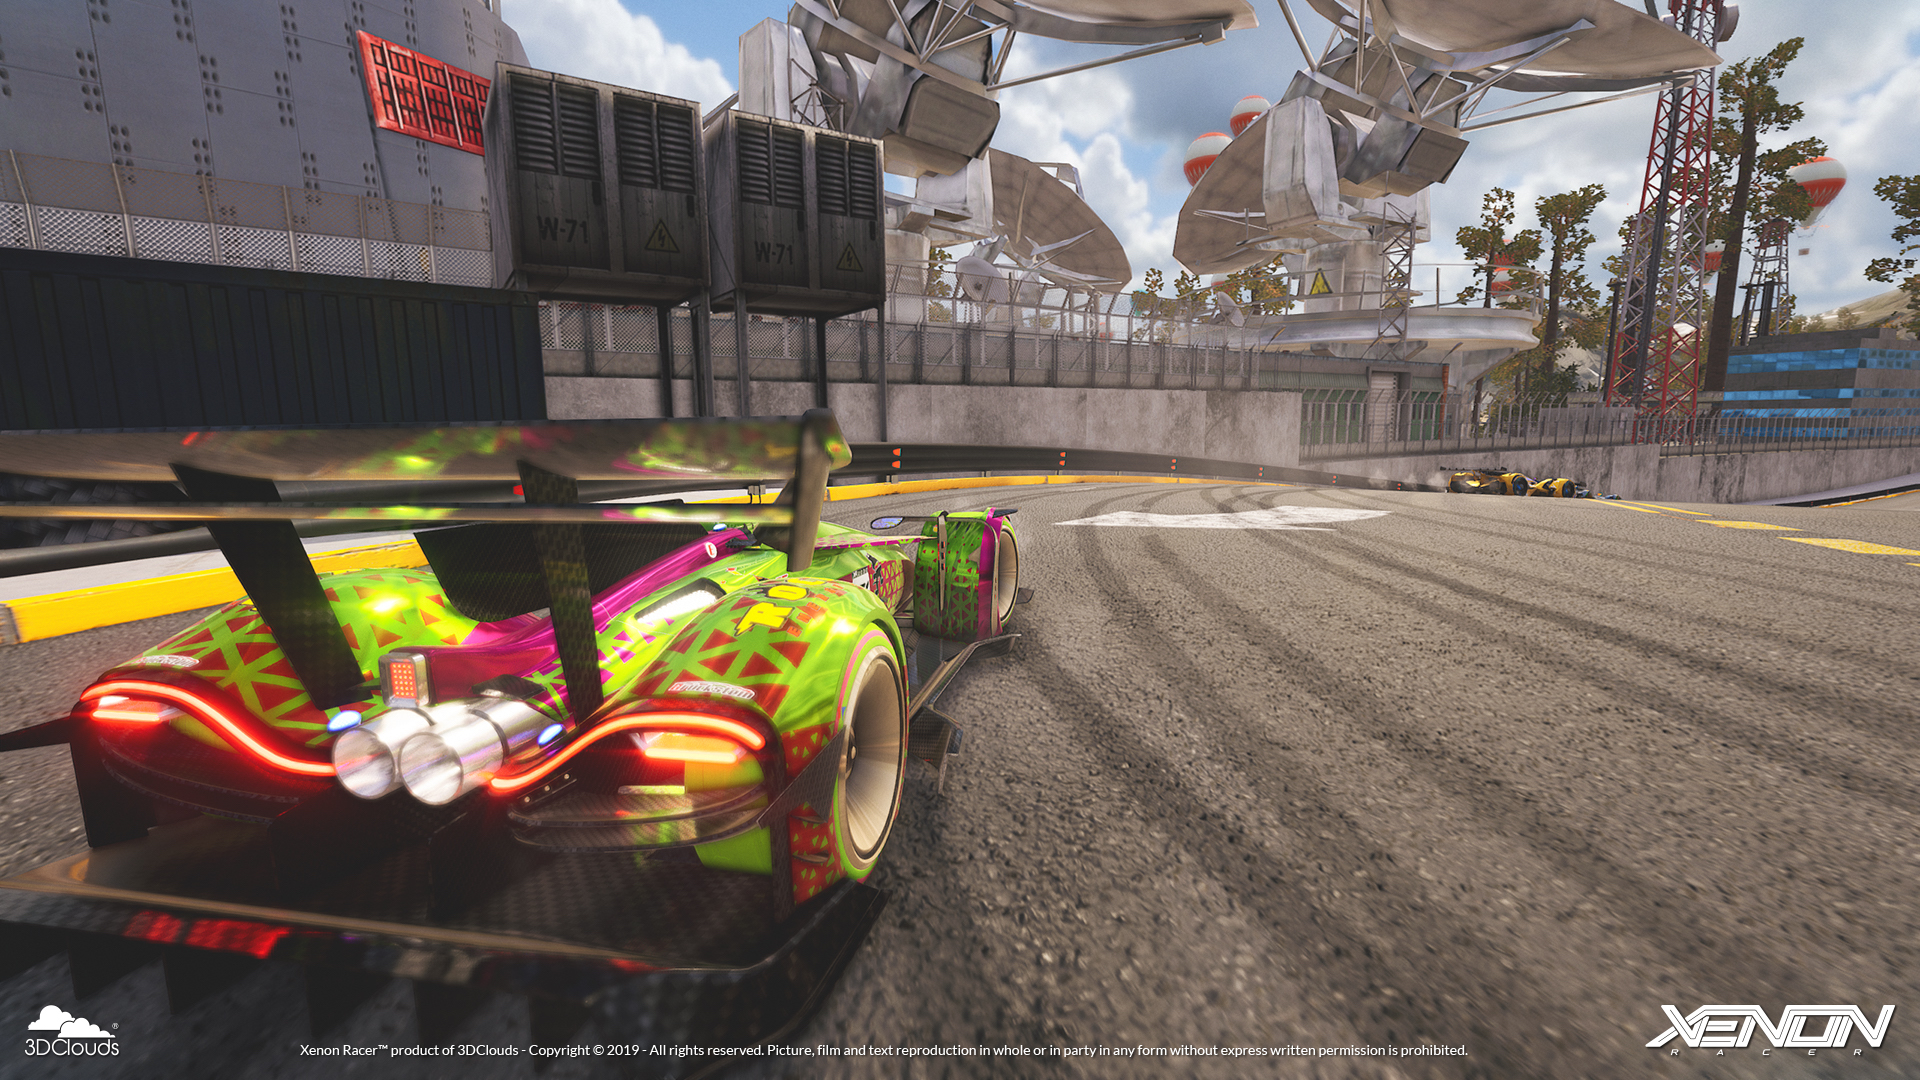 W-71
W-71
3DClouds®
Xenon Racer™ product of 3DClouds - Copyright © 2019 - All rights reserved. Picture, film and text reproduction in whole or in party in any form without express written permission is prohibited.
XENON
RACER